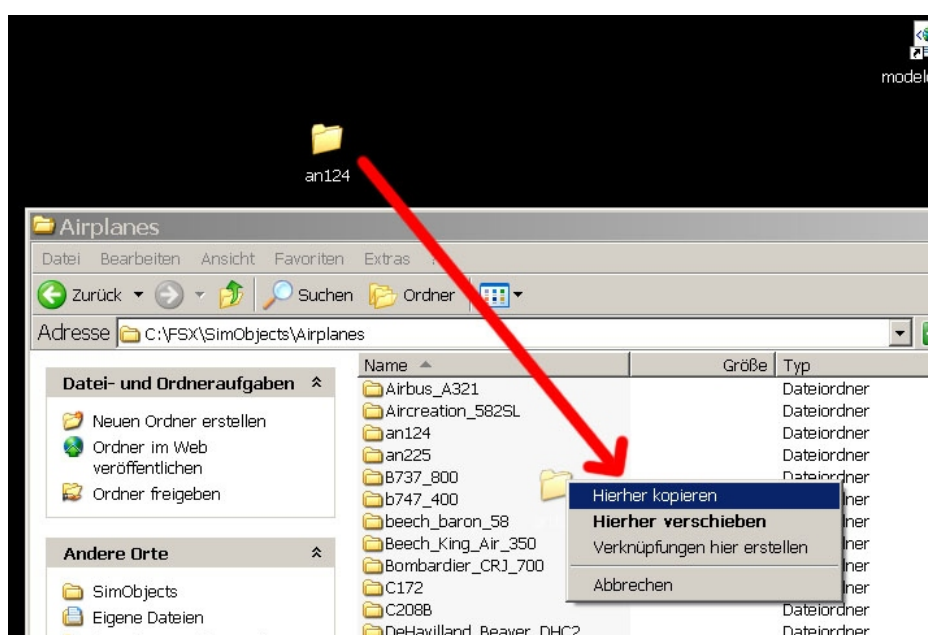 model
an124
Airplanes
Datei Bearbeiten Ansicht Favoriten Extras
Zurück Suchen Ordner
Adresse C:\FSX\SimObjects\Airplanes
Name Größe Typ
Datei- und Ordneraufgaben
Neuen Ordner erstellen
Ordner im Web
veröffentlichen
Ordner freigeben
Andere Orte
SimObjects
Eigene Dateien
Airbus_A321 Dateiordner
Aircreation_582SL Dateiordner
an124 Dateiordner
an225 Dateiordner
B737_800 Dateiordner
b747_400
beech_baron_58
Beech_King_Air_350
Bombardier_CRJ_700
C172
C208B Dateiordner
DeHavilland_Beaver_DHC2 Dateiordner
Hierher kopieren
Hierher verschieben
Verknüpfungen hier erstellen
Abbrechen